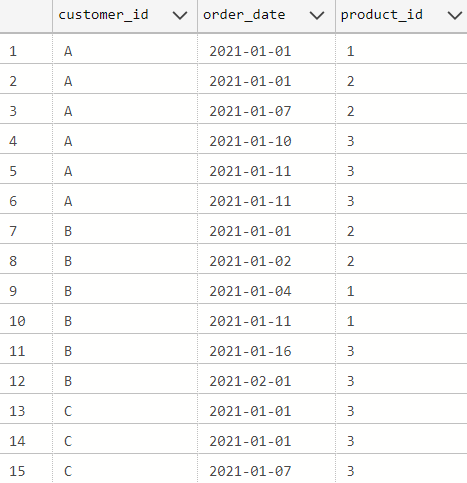 customer_id order_date product_id
1 A 2021-01-01 1
2 A 2021-01-01 2
3 A 2021-01-07 2
4 A 2021-01-10 3
5 A 2021-01-11 3
6 A 2021-01-11 3
7 B 2021-01-01 2
8 B 2021-01-02 2
9 B 2021-01-04 1
10 B 2021-01-11 1
11 B 2021-01-16 3
12 B 2021-02-01 3
13 C 2021-01-01 3
14 C 2021-01-01 3
15 C 2021-01-07 3